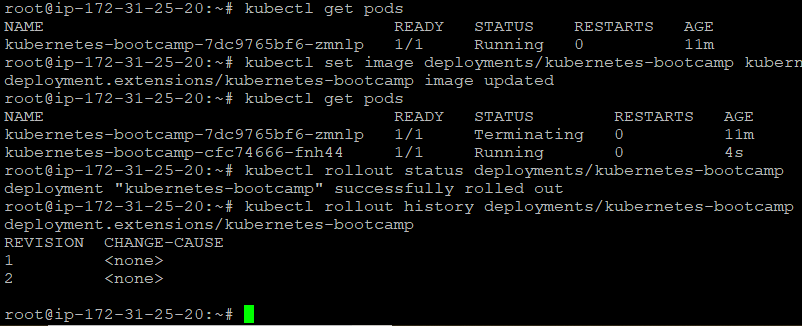 root@ip-172-31-25-20:~# kubectl get pods
NAME READY STATUS RESTARTS AGE
kubernetes-bootcamp-7dc9765bf6-zmnlp 1/1 Running 0 11m
root@ip-172-31-25-20:~# kubectl set image deployments/kubernetes-bootcamp kubern
deployment.extensions/kubernetes-bootcamp image updated
root@ip-172-31-25-20:~# kubectl get pods
NAME READY STATUS RESTARTS AGE
kubernetes-bootcamp-7dc9765bf6-zmnlp 1/1 Terminating 0 11m
kubernetes-bootcamp-cfc74666-fnh44 1/1 Running 0 4s
root@ip-172-31-25-20:~# kubectl rollout status deployments/kubernetes-bootcamp
deployment "kubernetes-bootcamp" successfully rolled out
root@ip-172-31-25-20:~# kubectl rollout history deployments/kubernetes-bootcamp
deployment.extensions/kubernetes-bootcamp
REVISION CHANGE-CAUSE
1 <none>
2 <none>
root@ip-172-31-25-20:~#